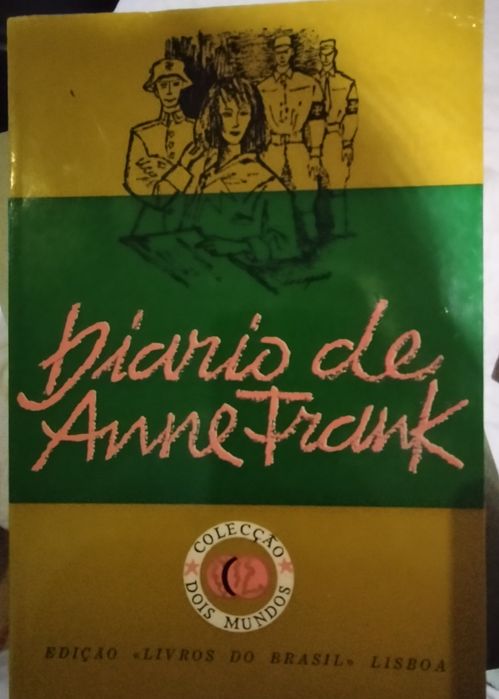 Diario de
Anne Frank
COLECÇÃO
DOIS MUNDOS
EDIÇÃO «LIVROS DO BRASIL» LISBOA